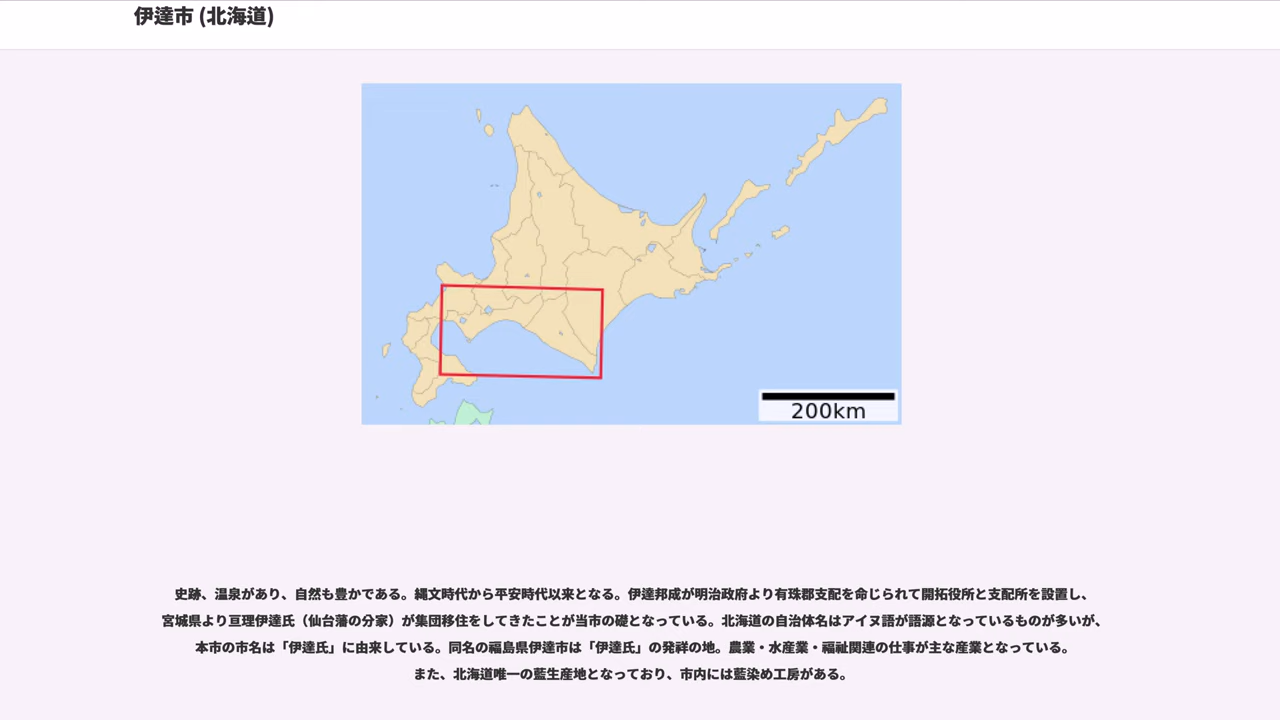 伊達市 (北海道)
200km
史跡、温泉があり、自然も豊かである。縄文時代から平安時代以来となる。伊達邦成が明治政府より有珠郡支配を命じられて開拓役所と支配所を設置し、
宮城県より亘理伊達氏（仙台藩の分家）が集団移住をしてきたことが当市の礎となっている。北海道の自治体名はアイヌ語が語源となっているものが多いが、
本市の市名は「伊達氏」に由来している。同名の福島県伊達市は「伊達氏」の発祥の地。農業・水産業・福祉関連の仕事が主な産業となっている。
また、北海道唯一の藍生産地となっており、市内には藍染め工房がある。